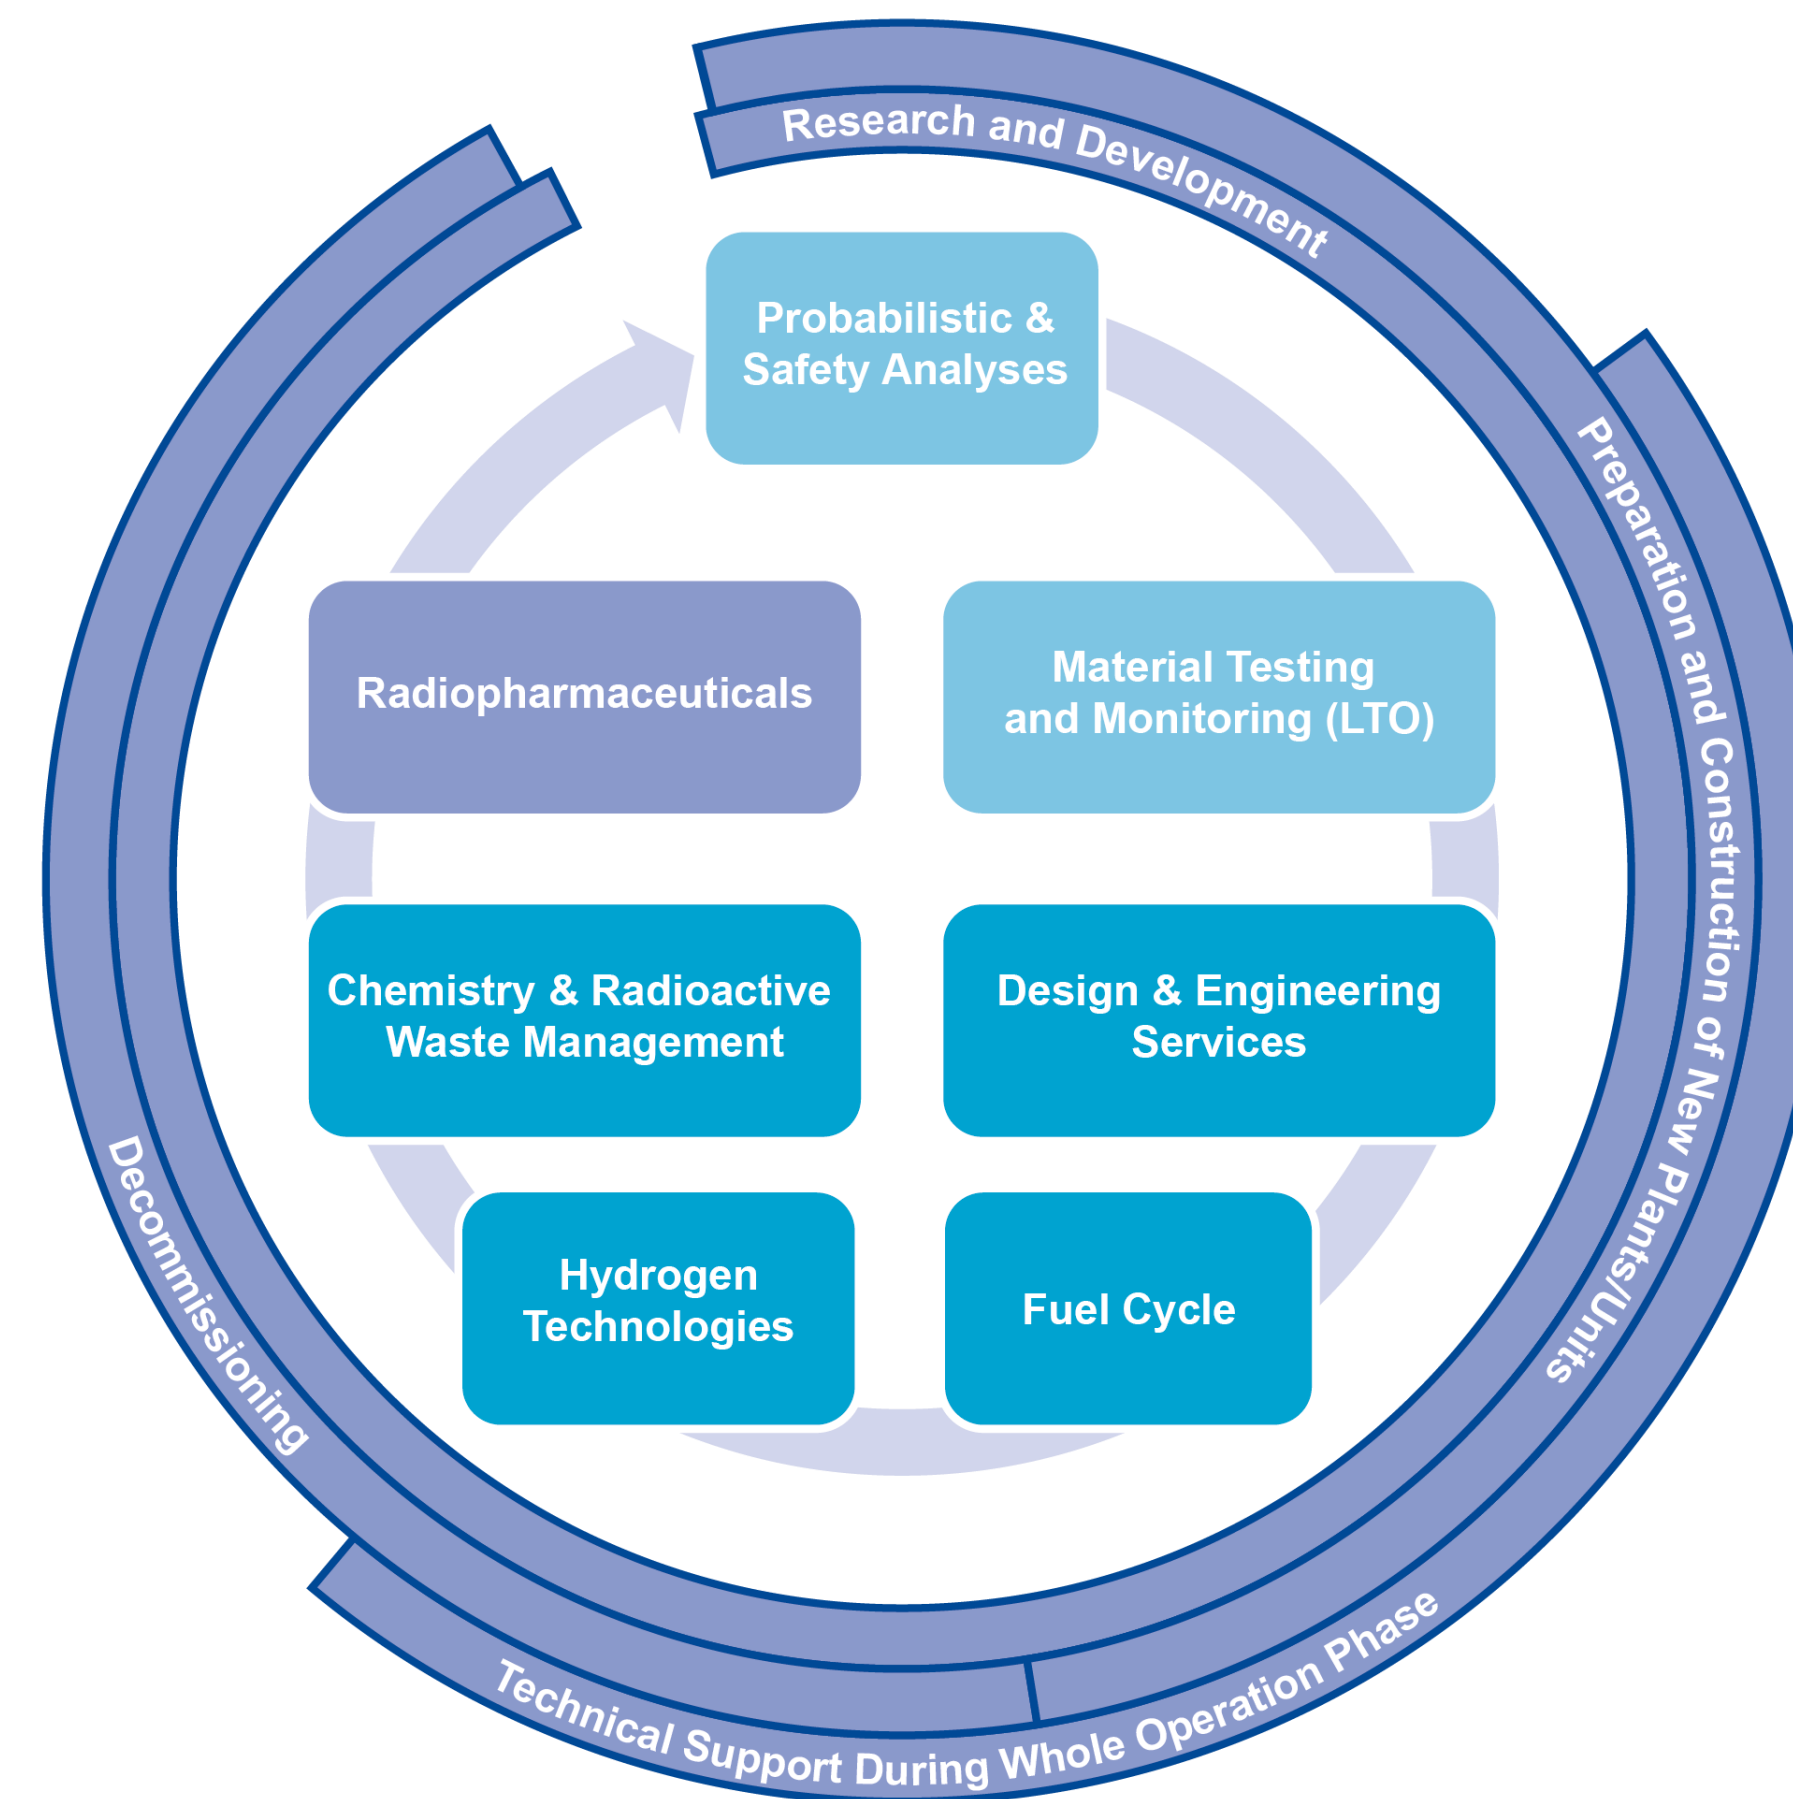 Research and Development
Probabilistic &
Safety Analyses
Preparation and Construction of New Plants/Units
Radiopharmaceuticals
Material Testing
and Monitoring (LTO)
Chemistry & Radioactive
Waste Management
Design & Engineering
Services
Hydrogen
Technologies
Fuel Cycle
Decommissioning
Technical Support During Whole Operation Phase